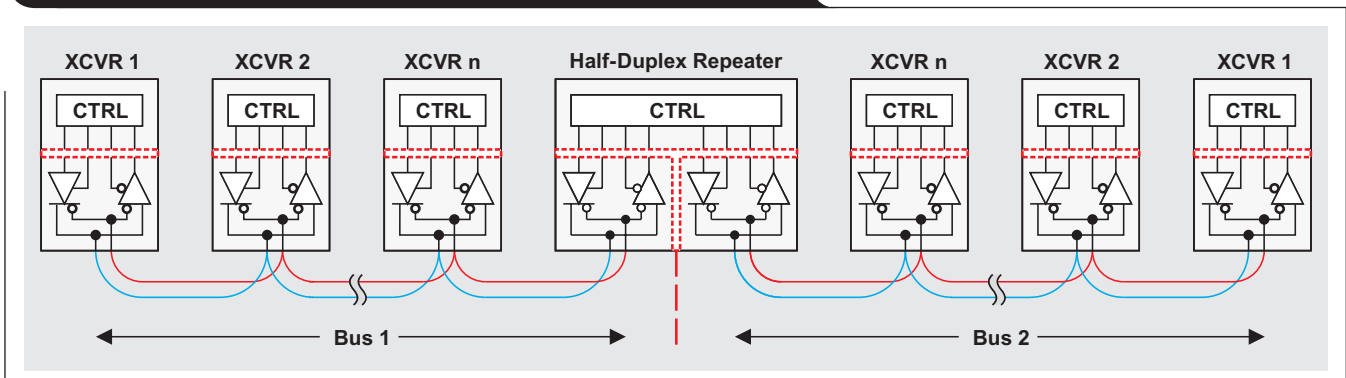 XCVR 1 XCVR 2 XCVR n Half-Duplex Repeater XCVR n XCVR 2 XCVR 1
CTRL CTRL CTRL CTRL CTRL CTRL CTRL
Bus 1 Bus 2